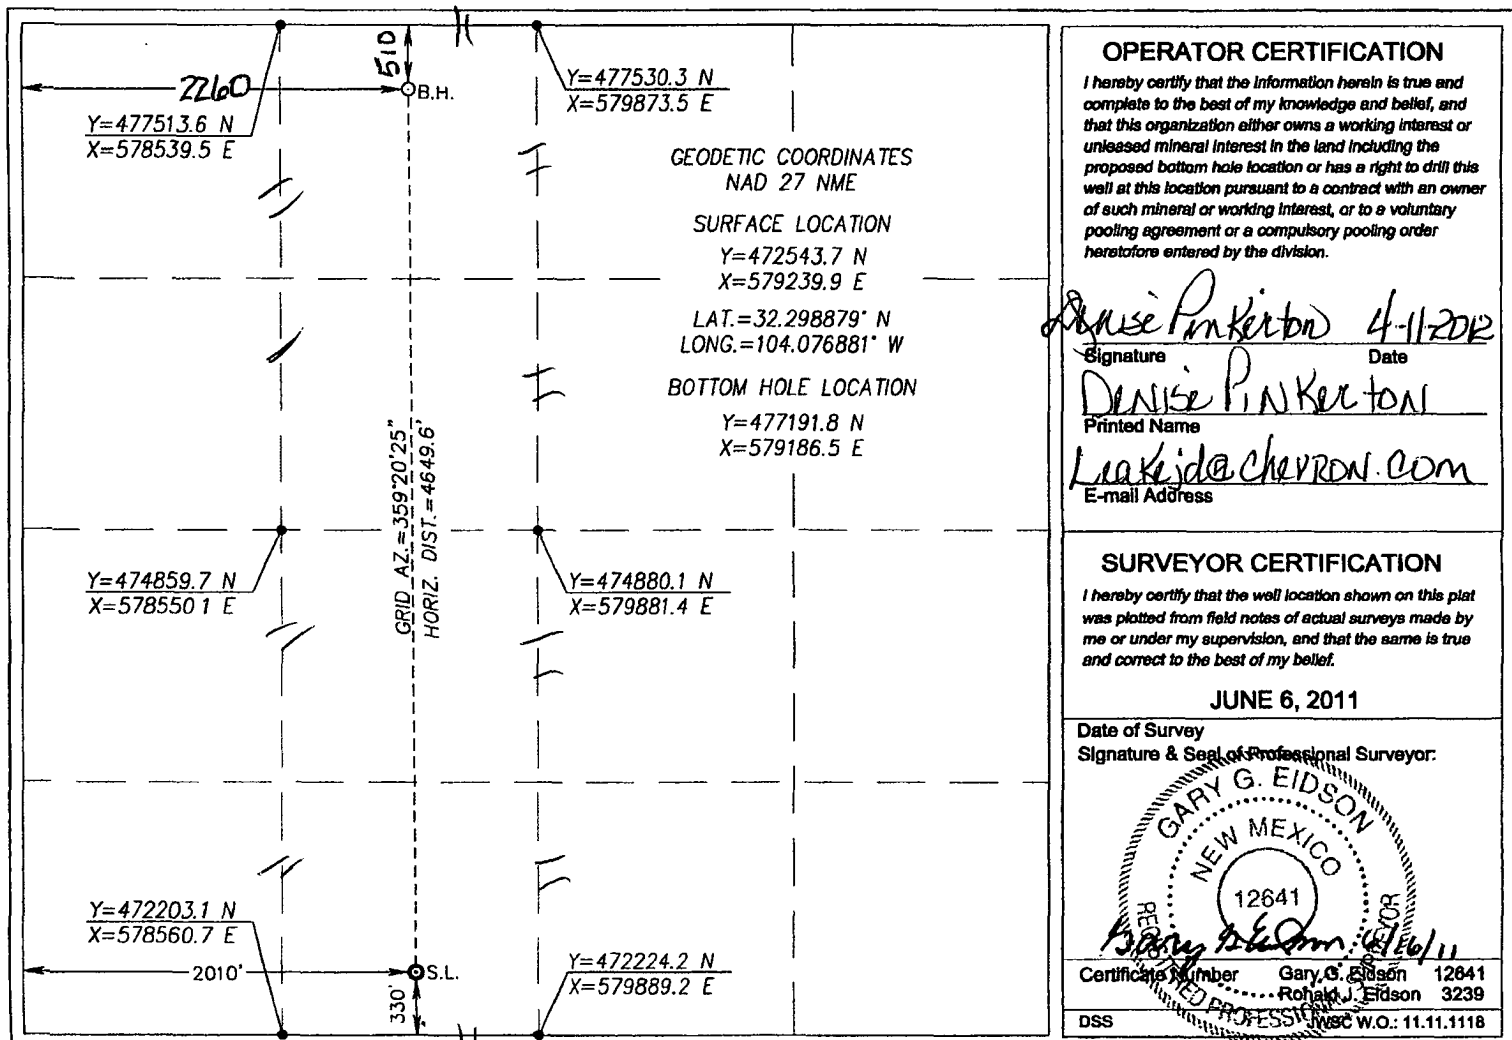 510
2260
B.H.
Y=477513.6 N
X=578539.5 E
Y=477530.3 N
X=579873.5 E
GEODETIC COORDINATES
NAD 27 NME
SURFACE LOCATION
Y=472543.7 N
X=579239.9 E
LAT.=32.298879° N
LONG.=104.076881° W
BOTTOM HOLE LOCATION
Y=477191.8 N
X=579186.5 E
GRID AZ.=359°20'25"
HORIZ. DIST.=4649.6'
Y=474859.7 N
X=578550 1 E
Y=474880.1 N
X=579881.4 E
Y=472203.1 N
X=578560.7 E
2010'
S.L.
330'
Y=472224.2 N
X=579889.2 E
OPERATOR CERTIFICATION
I hereby certify that the information herein is true and
complete to the best of my knowledge and belief, and
that this organization either owns a working interest or
unleased mineral interest in the land including the
proposed bottom hole location or has a right to drill this
well at this location pursuant to a contract with an owner
of such mineral or working interest, or to a voluntary
pooling agreement or a compulsory pooling order
heretofore entered by the division.
Denise Pinkerton 4-11-2012
Signature Date
Denise Pinkerton
Printed Name
Leakejd@chevron.com
E-mail Address
SURVEYOR CERTIFICATION
I hereby certify that the well location shown on this plat
was plotted from field notes of actual surveys made by
me or under my supervision, and that the same is true
and correct to the best of my belief.
JUNE 6, 2011
Date of Survey
Signature & Seal of Professional Surveyor:
GARY G. EIDSON
NEW MEXICO
12641
REGISTERED PROFESSIONAL SURVEYOR
Certificate Number Gary G. Eidson 12641
Ronald J. Eidson 3239
DSS JWSC W.O.: 11.11.1118